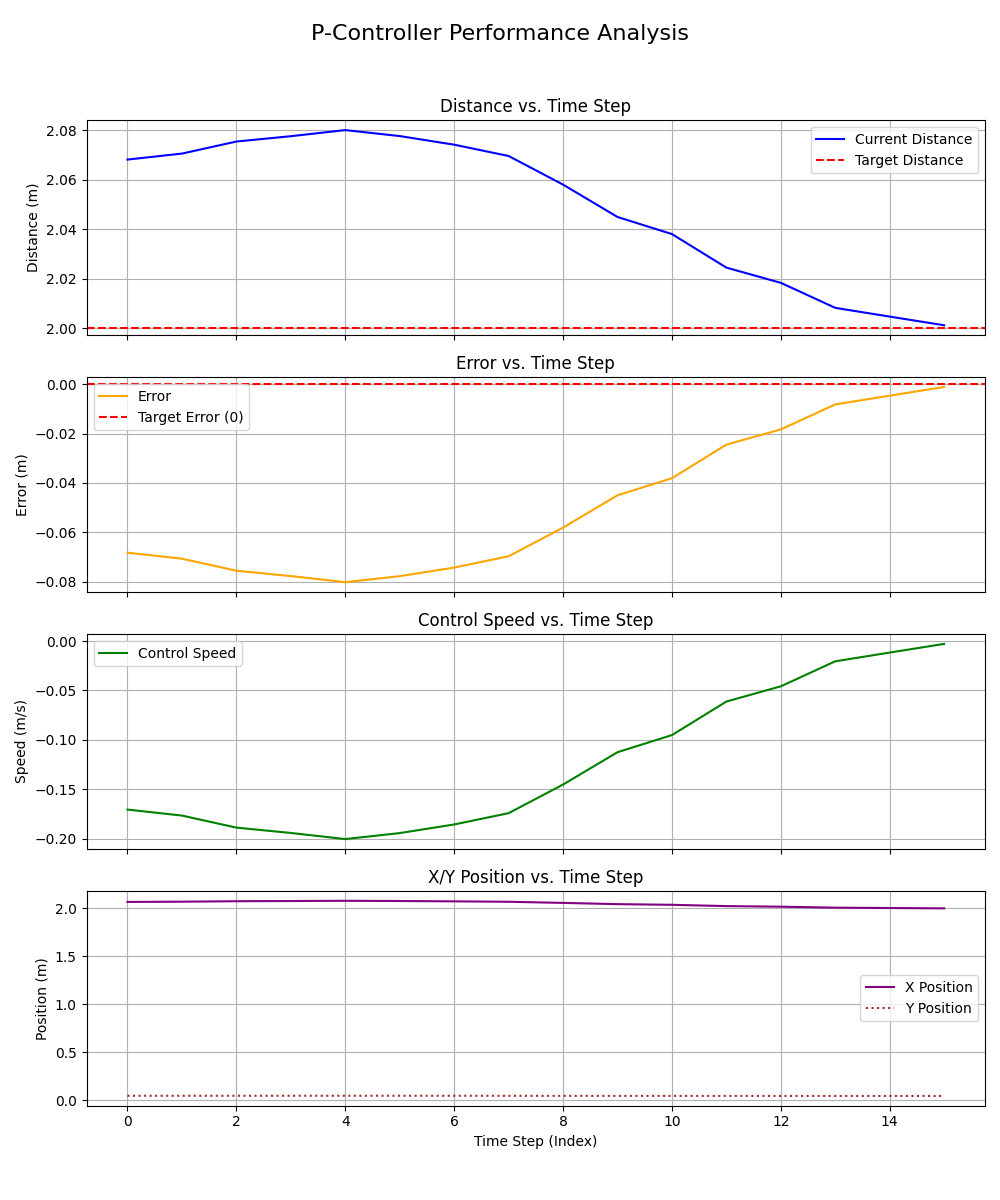 P-Controller Performance Analysis
Distance vs. Time Step
Distance (m)
2.08
2.06
2.04
2.02
2.00
Current Distance
Target Distance
Error vs. Time Step
Error (m)
0.00
−0.02
−0.04
−0.06
−0.08
Error
Target Error (0)
Control Speed vs. Time Step
Speed (m/s)
0.00
−0.05
−0.10
−0.15
−0.20
Control Speed
X/Y Position vs. Time Step
Position (m)
2.0
1.5
1.0
0.5
0.0
X Position
Y Position
0 2 4 6 8 10 12 14
Time Step (Index)